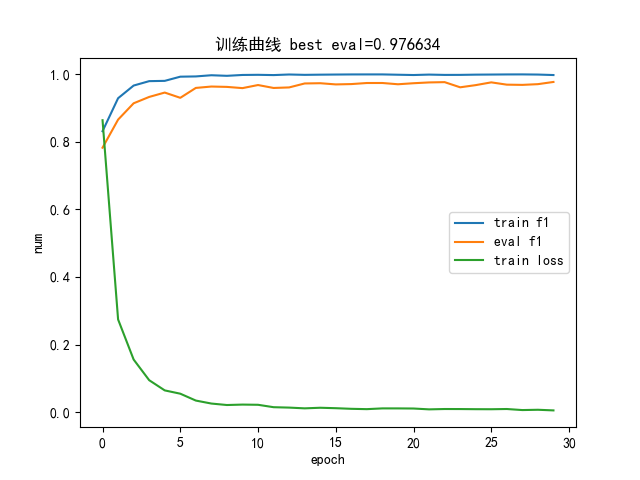 训练曲线 best eval=0.976634
1.0
0.8
0.6
0.4
0.2
0.0
num
train f1
eval f1
train loss
0 5 10 15 20 25 30
epoch